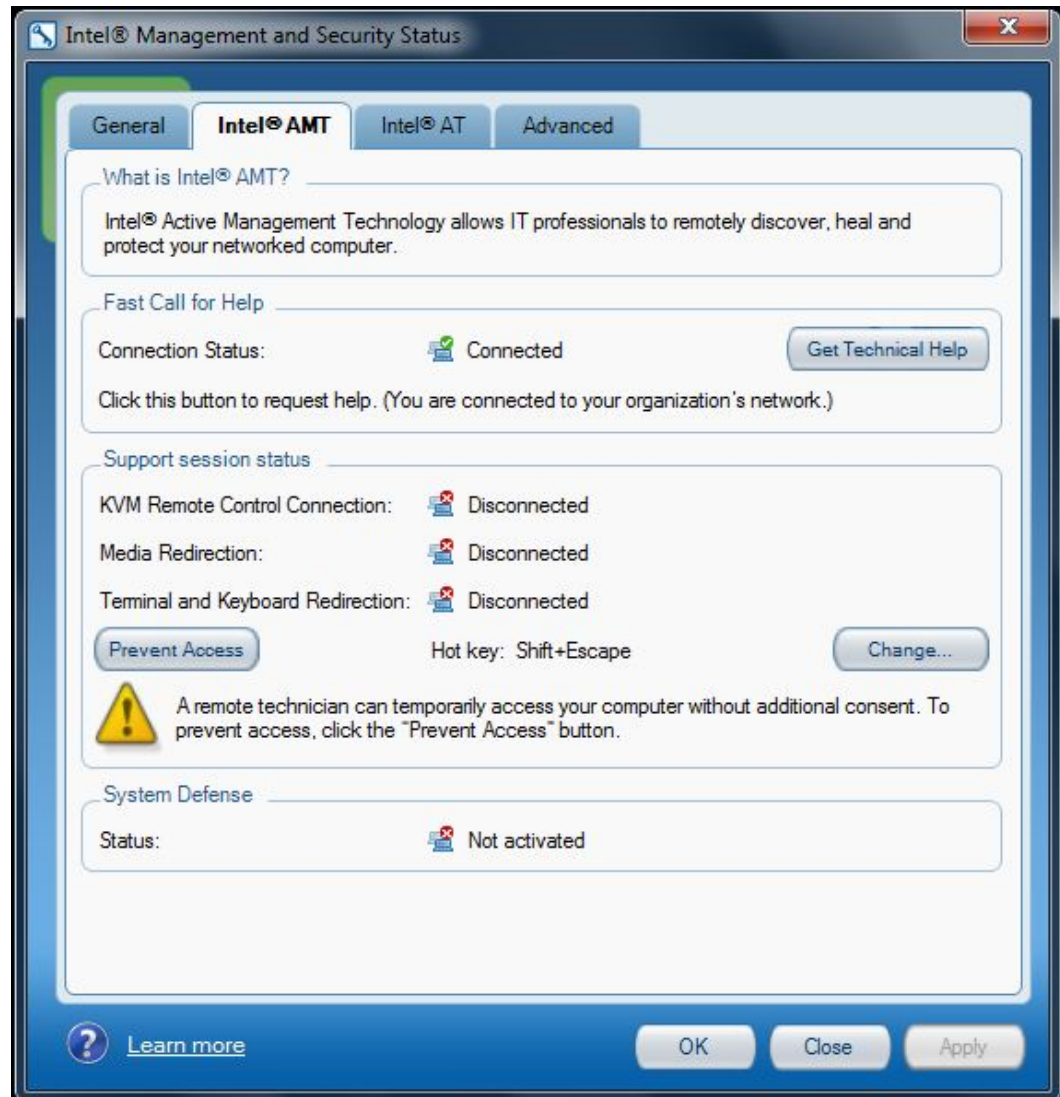 Intel® Management and Security Status
General Intel® AMT Intel® AT Advanced
What is Intel® AMT?
Intel® Active Management Technology allows IT professionals to remotely discover, heal and
protect your networked computer.
Fast Call for Help
Connection Status: Connected Get Technical Help
Click this button to request help. (You are connected to your organization's network.)
Support session status
KVM Remote Control Connection: Disconnected
Media Redirection: Disconnected
Terminal and Keyboard Redirection: Disconnected
Prevent Access Hot key: Shift+Escape Change...
A remote technician can temporarily access your computer without additional consent. To
prevent access, click the "Prevent Access" button.
System Defense
Status: Not activated
? Learn more OK Close Apply